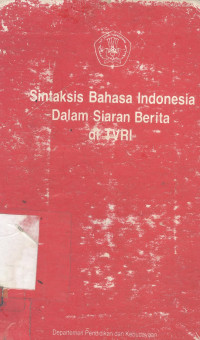 Sintaksis Bahasa Indonesia
Dalam Siaran Berita
di TVRI
Departemen Pendidikan dan Kebudayaan